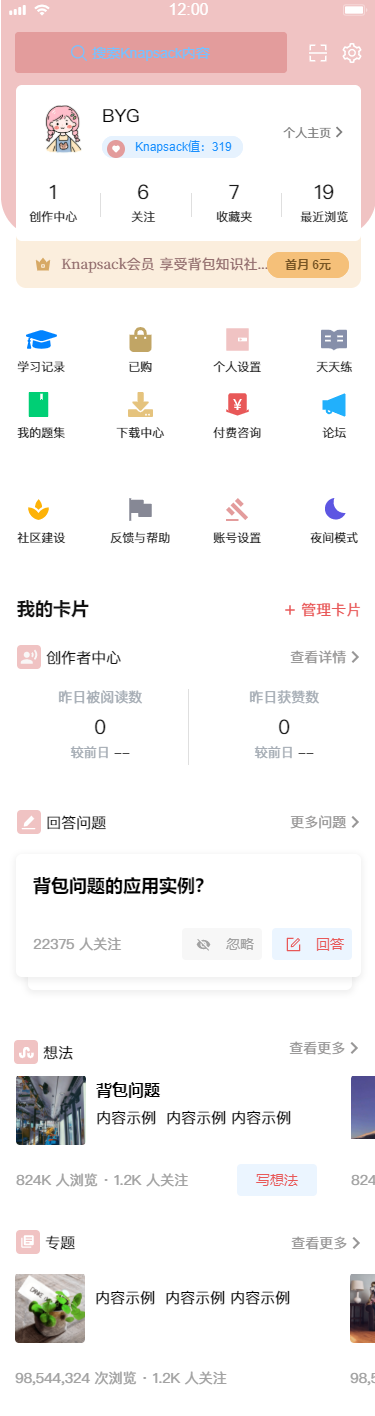 12:00
搜索Knapsack内容
BYG
Knapsack值：319
个人主页
1 6 7 19
创作中心 关注 收藏夹 最近浏览
Knapsack会员 享受背包知识社... 首月 6元
学习记录 已购 个人设置 天天练
我的题集 下载中心 付费咨询 论坛
社区建设 反馈与帮助 账号设置 夜间模式
我的卡片 + 管理卡片
创作者中心 查看详情
昨日被阅读数 昨日获赞数
0 0
较前日 -- 较前日 --
回答问题 更多问题
背包问题的应用实例?
22375 人关注 忽略 回答
想法 查看更多
背包问题
内容示例 内容示例 内容示例
824K 人浏览 · 1.2K 人关注 写想法 824
专题 查看更多
内容示例 内容示例 内容示例
98,544,324 次浏览 · 1.2K 人关注 98,5